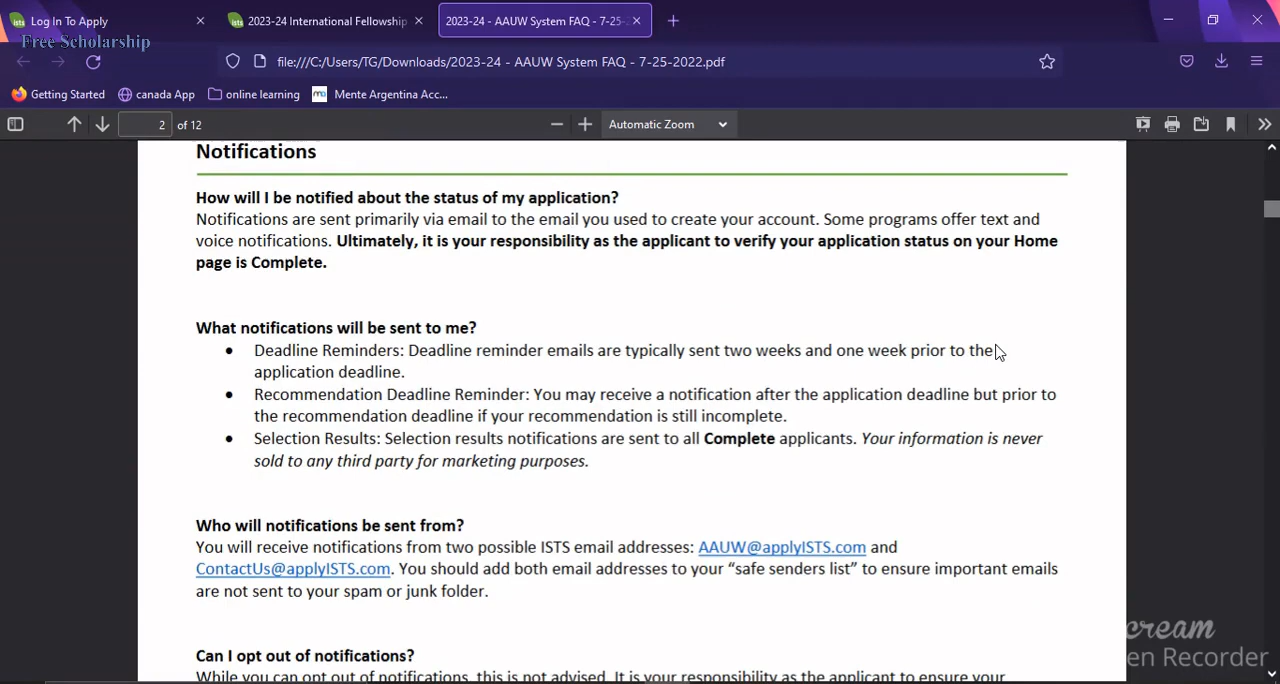 Log In To Apply
2023-24 International Fellowship
2023-24 - AAUW System FAQ - 7-25-
Free Scholarship
file:///C:/Users/TG/Downloads/2023-24 - AAUW System FAQ - 7-25-2022.pdf
Getting Started
canada App
online learning
Mente Argentina Acc...
2 of 12
Automatic Zoom
Notifications
How will I be notified about the status of my application?
Notifications are sent primarily via email to the email you used to create your account. Some programs offer text and
voice notifications. Ultimately, it is your responsibility as the applicant to verify your application status on your Home
page is Complete.
What notifications will be sent to me?
• Deadline Reminders: Deadline reminder emails are typically sent two weeks and one week prior to the
application deadline.
• Recommendation Deadline Reminder: You may receive a notification after the application deadline but prior to
the recommendation deadline if your recommendation is still incomplete.
• Selection Results: Selection results notifications are sent to all Complete applicants. Your information is never
sold to any third party for marketing purposes.
Who will notifications be sent from?
You will receive notifications from two possible ISTS email addresses: AAUW@applyISTS.com and
ContactUs@applyISTS.com. You should add both email addresses to your “safe senders list” to ensure important emails
are not sent to your spam or junk folder.
cream
en Recorder
Can I opt out of notifications?
While you can opt out of notifications, this is not advised. It is your responsibility as the applicant to ensure your